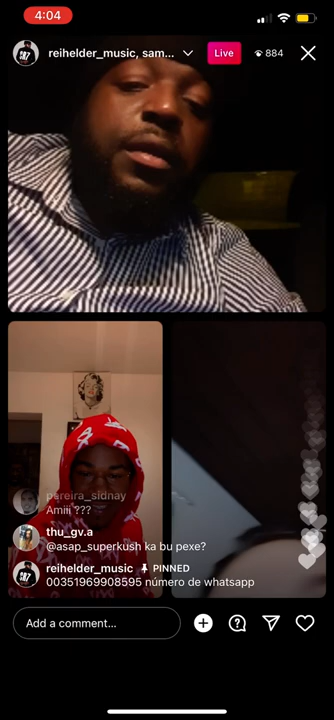 4:04
reihelder_music, sam...
Live
884
pareira_sidnay
Amiii ???
thu_gv.a
@asap_superkush ka bu pexe?
reihelder_music PINNED
00351969908595 número de whatsapp
Add a comment...